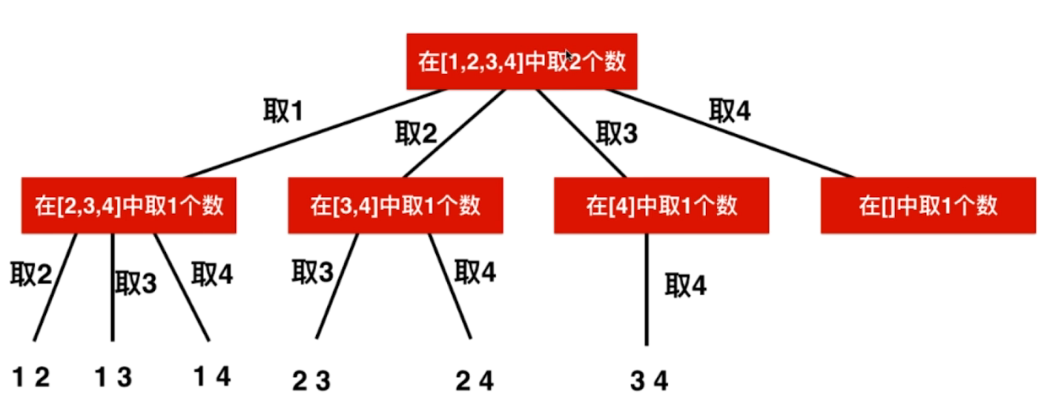 在[1,2,3,4]中取2个数
取1
取2
取3
取4
在[2,3,4]中取1个数
在[3,4]中取1个数
在[4]中取1个数
在[]中取1个数
取2
取3
取4
取3
取4
取4
1 2
1 3
1 4
2 3
2 4
3 4